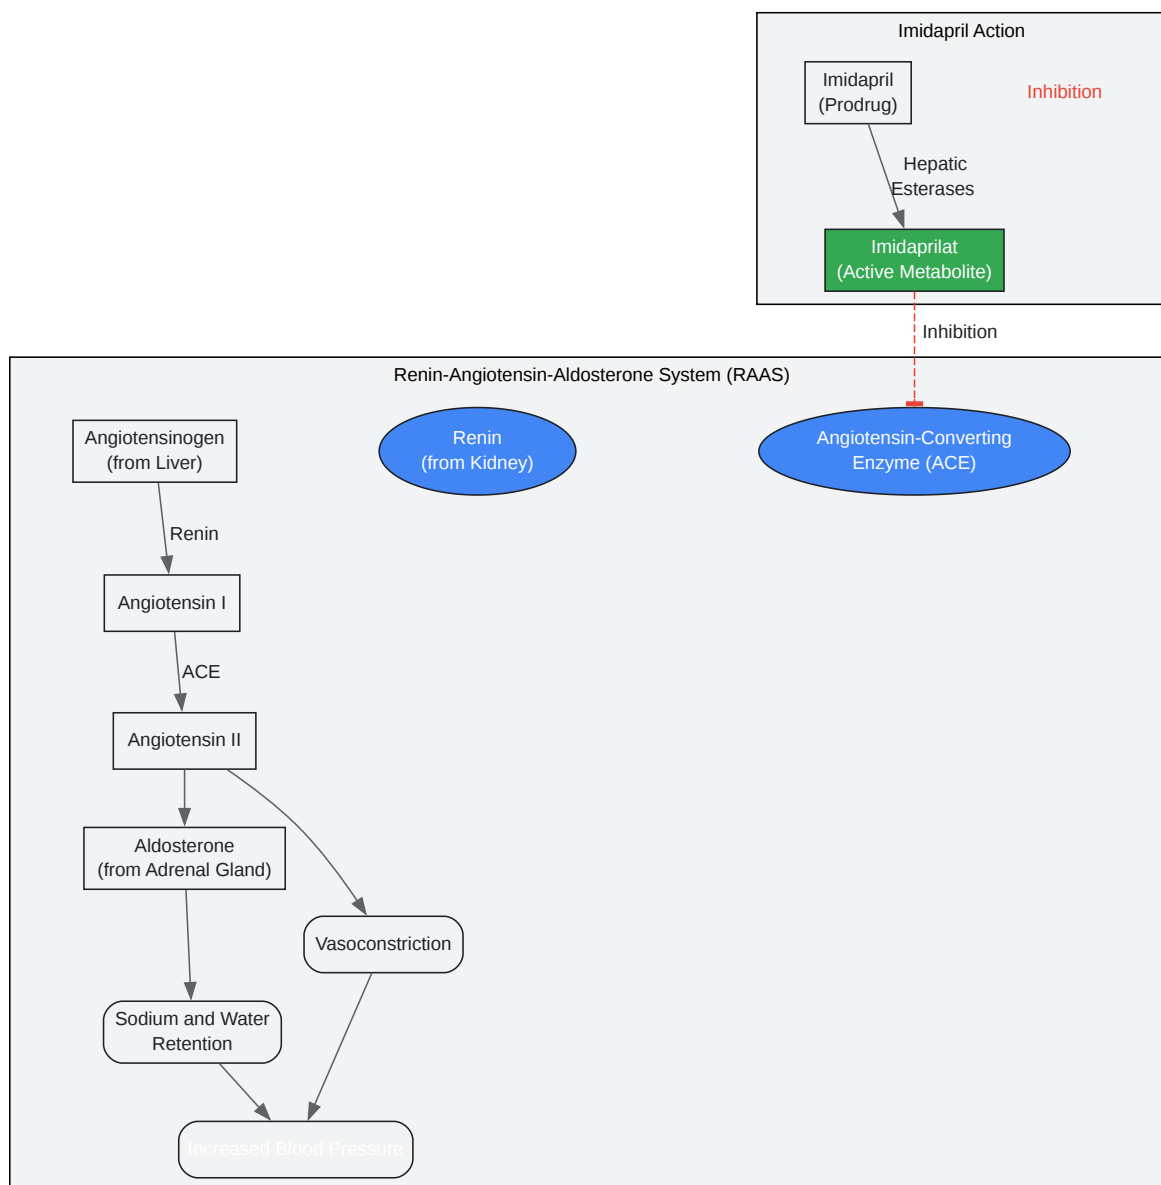 Imidapril Action
Imidapril
(Prodrug)
Inhibition
Hepatic
Esterases
Imidaprilat
(Active Metabolite)
Inhibition
Renin-Angiotensin-Aldosterone System (RAAS)
Angiotensinogen
(from Liver)
Renin
(from Kidney)
Angiotensin-Converting
Enzyme (ACE)
Renin
Angiotensin I
ACE
Angiotensin II
Aldosterone
(from Adrenal Gland)
Vasoconstriction
Sodium and Water
Retention
Increased Blood Pressure